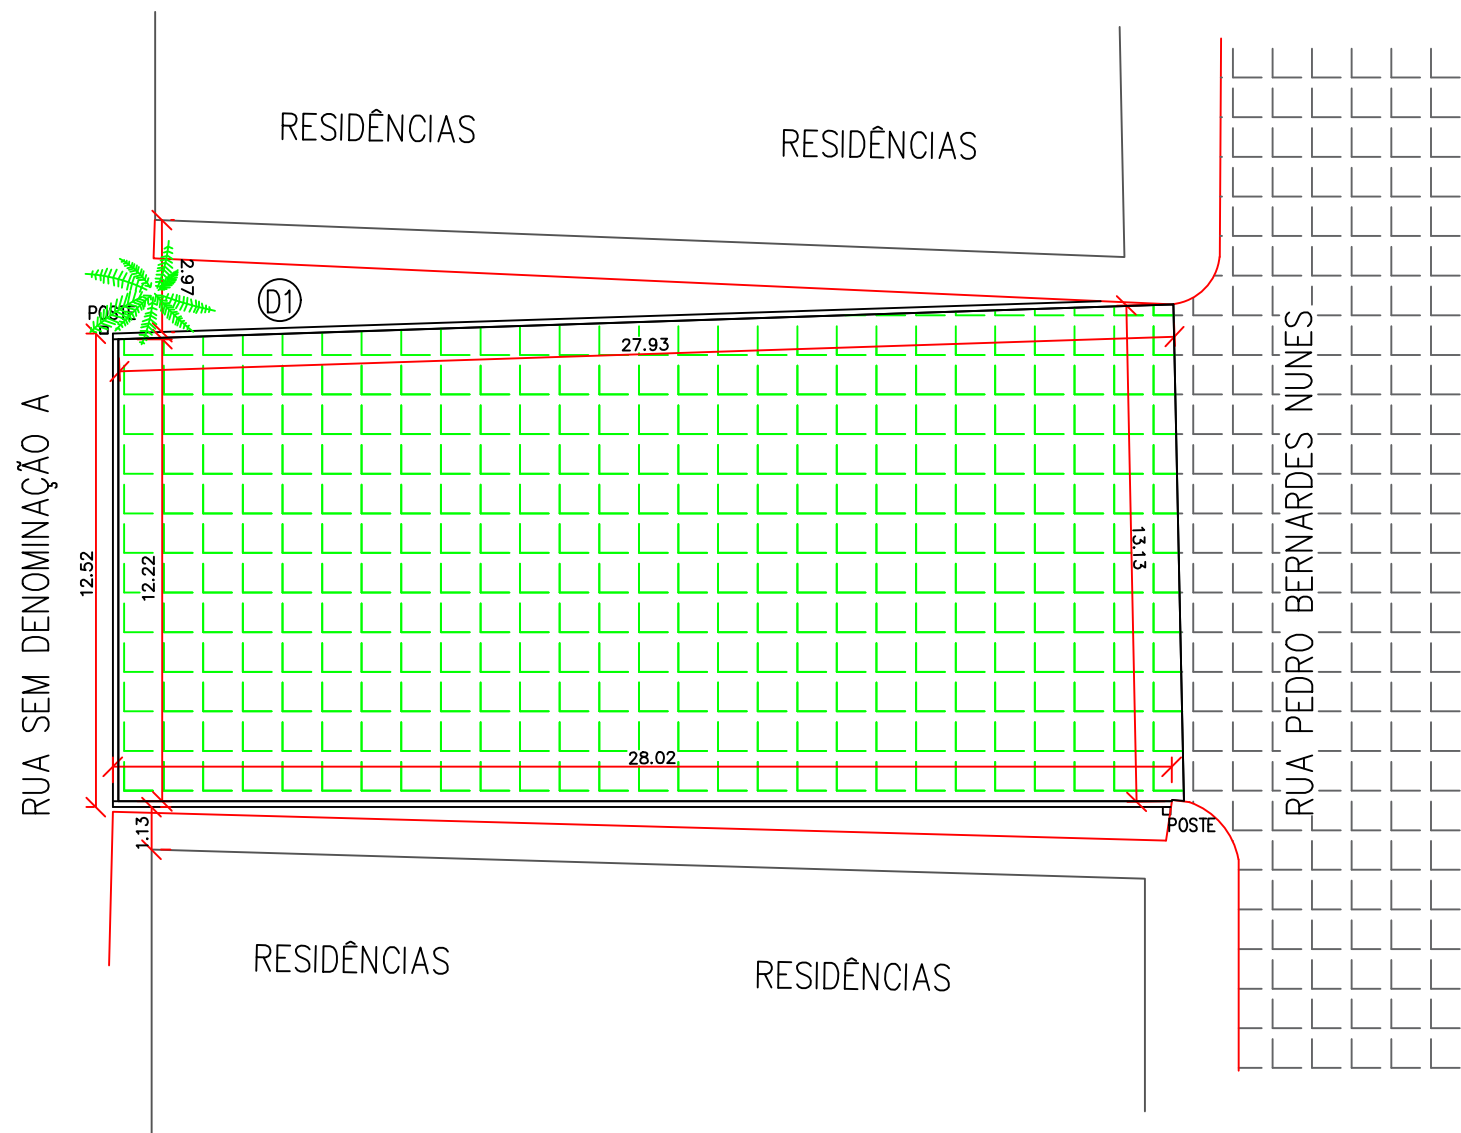 RESIDÊNCIAS
RESIDÊNCIAS
2.97
D1
POSTE
27.93
RUA SEM DENOMINAÇÃO A
12.52
12.22
13.13
RUA PEDRO BERNARDES NUNES
28.02
1.13
POSTE
RESIDÊNCIAS
RESIDÊNCIAS